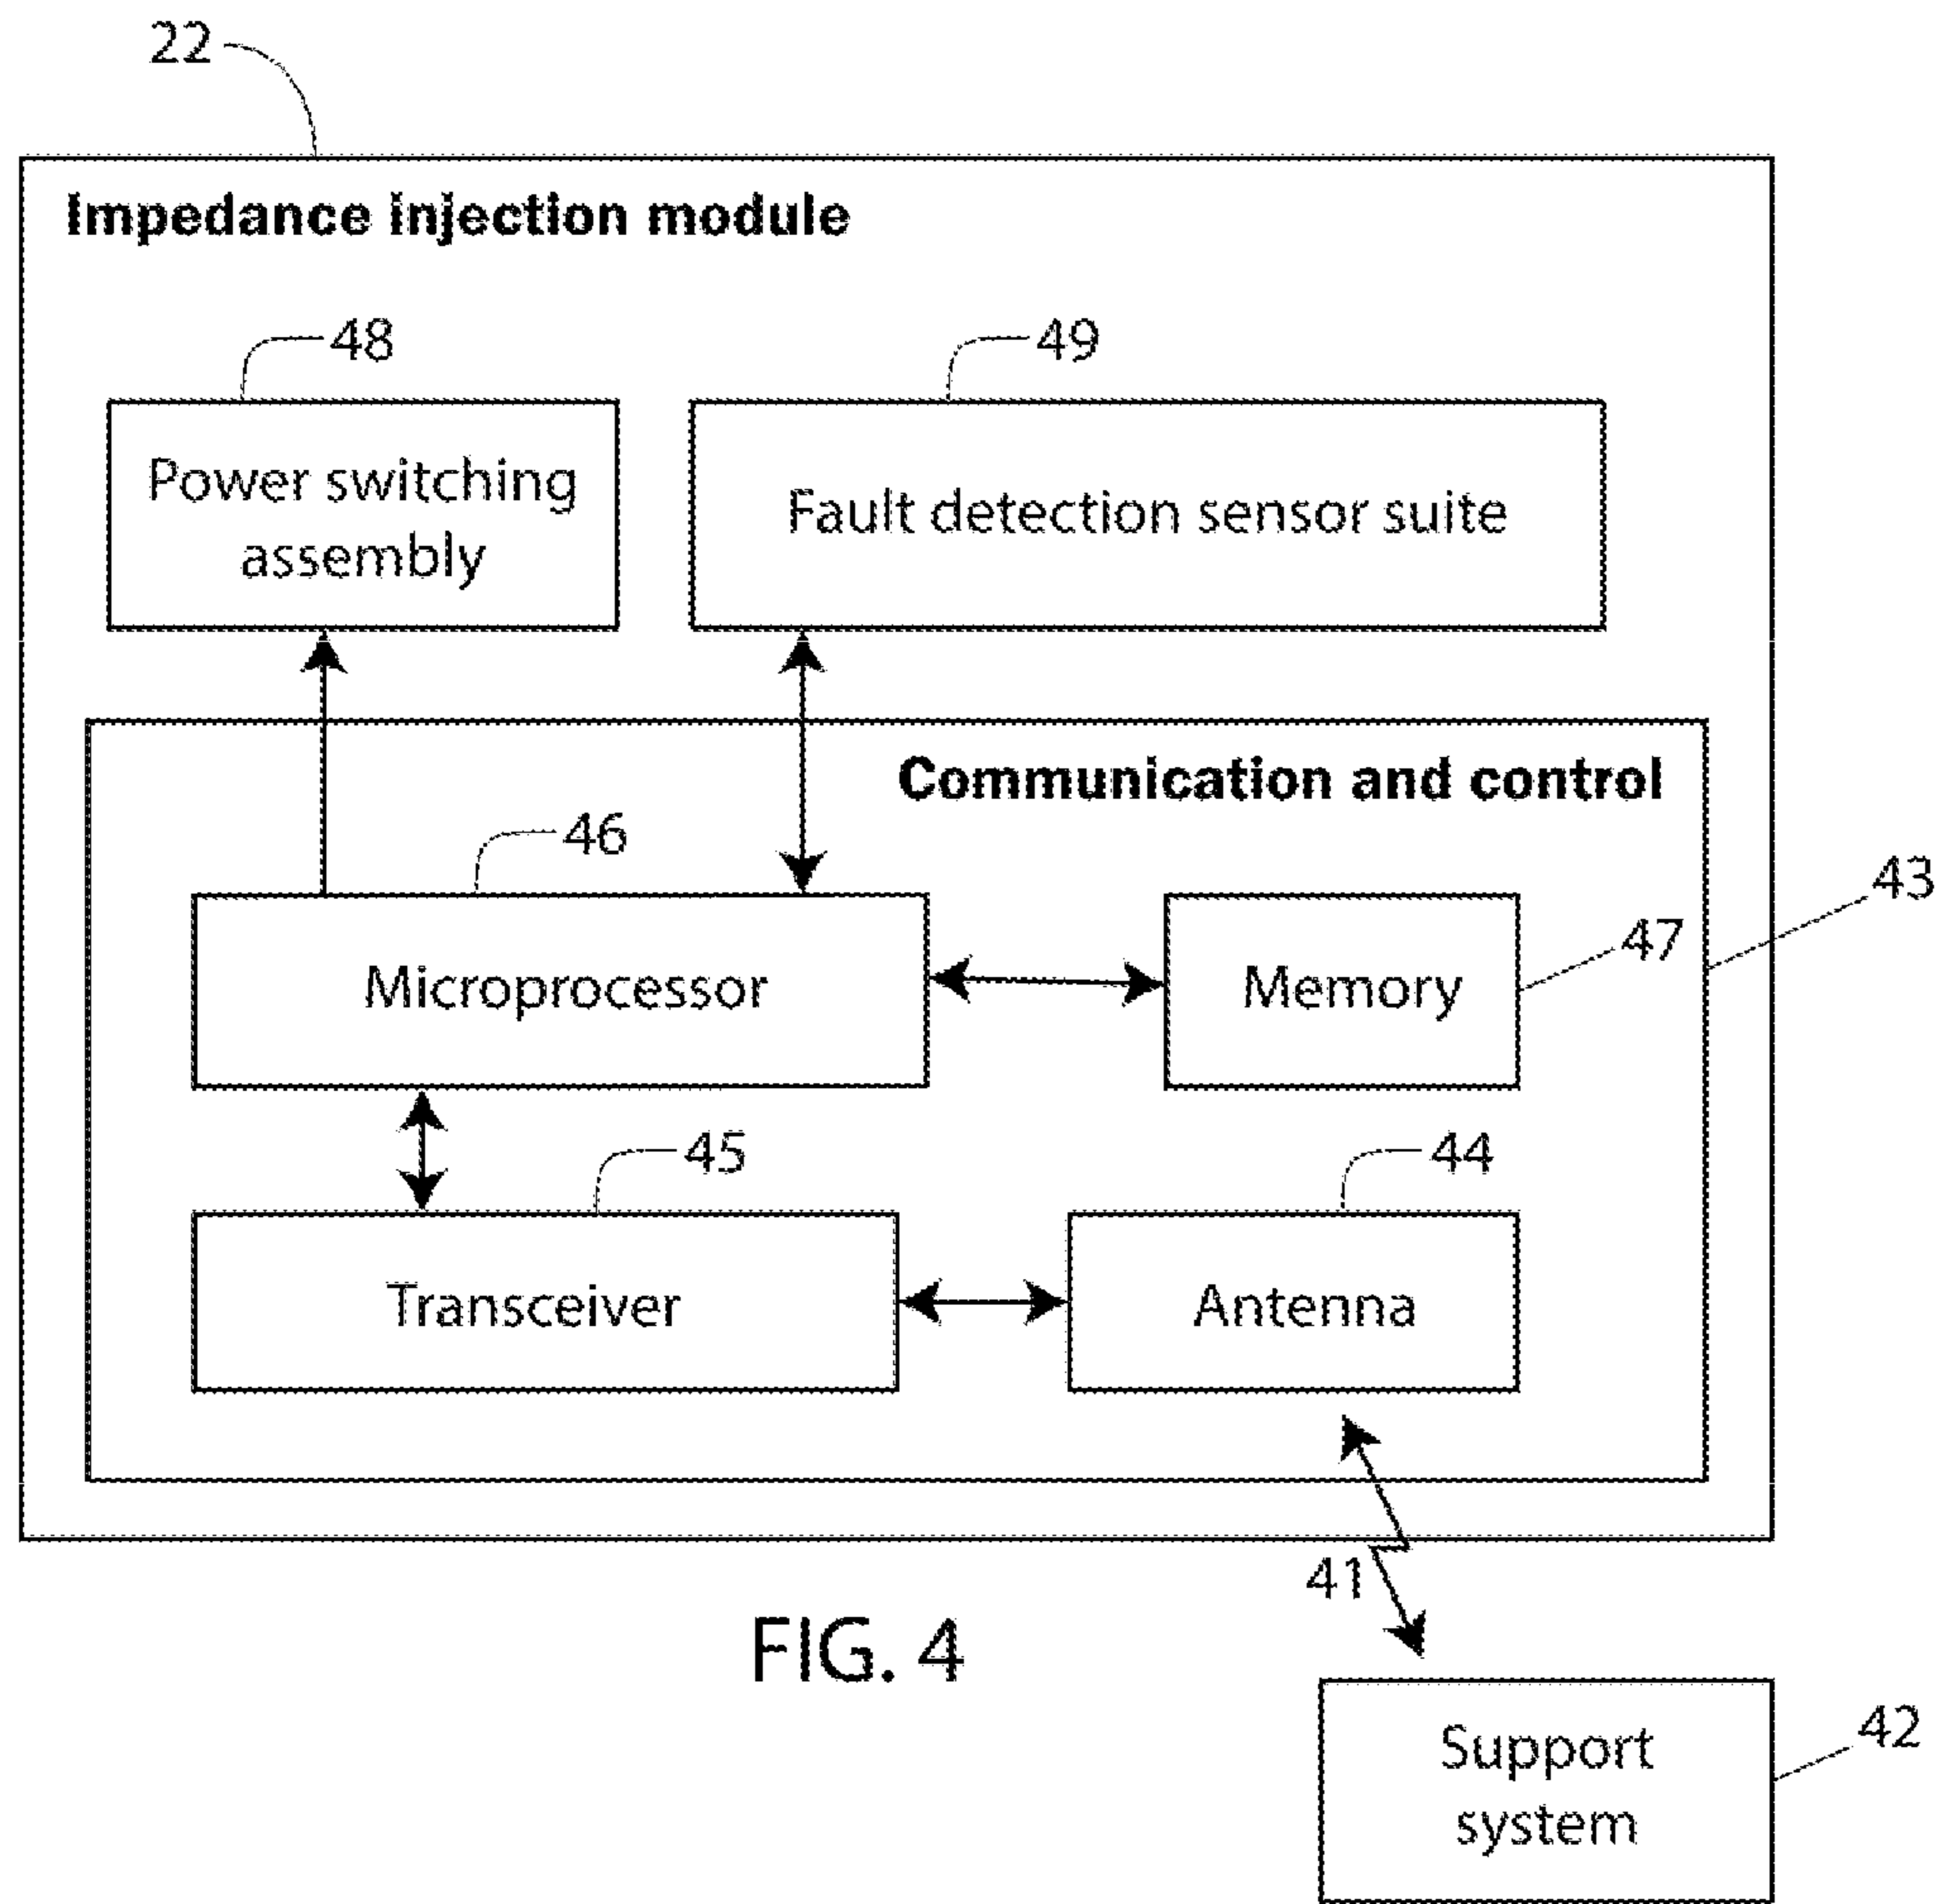 22
Impedance injection module
48
49
Power switching
assembly
Fault detection sensor suite
Communication and control
46
43
47
Microprocessor
Memory
45
44
Transceiver
Antenna
41
FIG. 4
42
Support
system